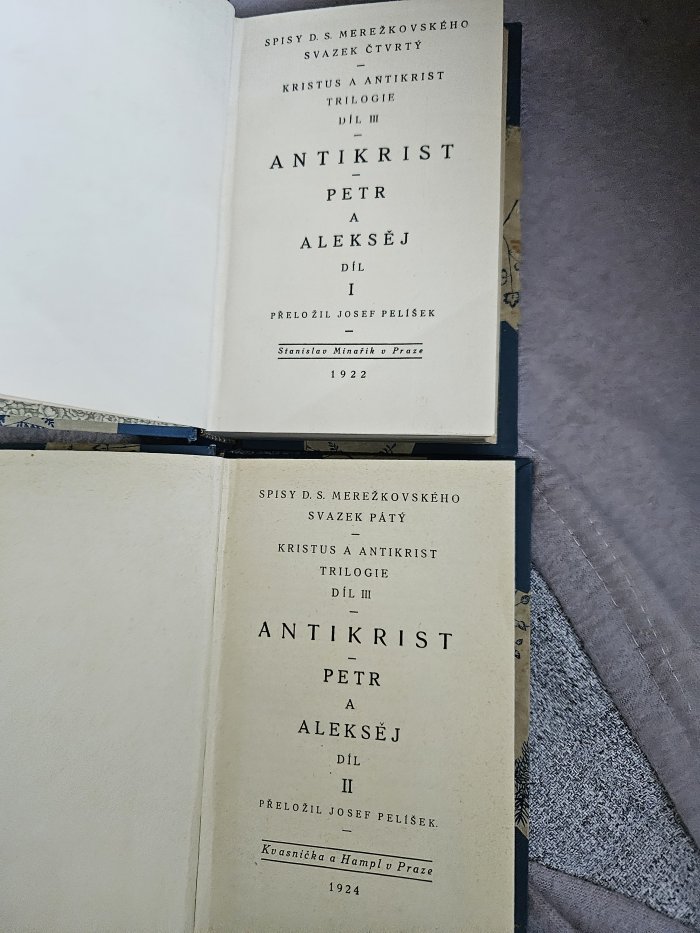 SPISY D. S. MEREŽKOVSKÉHO
SVAZEK ČTVRTÝ
KRISTUS A ANTIKRIST
TRILOGIE
DÍL III
ANTIKRIST
PETR
A
ALEKSĚJ
DÍL
I
PŘELOŽIL JOSEF PELÍŠEK
Stanislav Minařík v Praze
1922
SPISY D. S. MEREŽKOVSKÉHO
SVAZEK PÁTÝ
KRISTUS A ANTIKRIST
TRILOGIE
DÍL III
ANTIKRIST
PETR
A
ALEKSĚJ
DÍL
II
PŘELOŽIL JOSEF PELÍŠEK.
Kvasnička a Hampl v Praze
1924